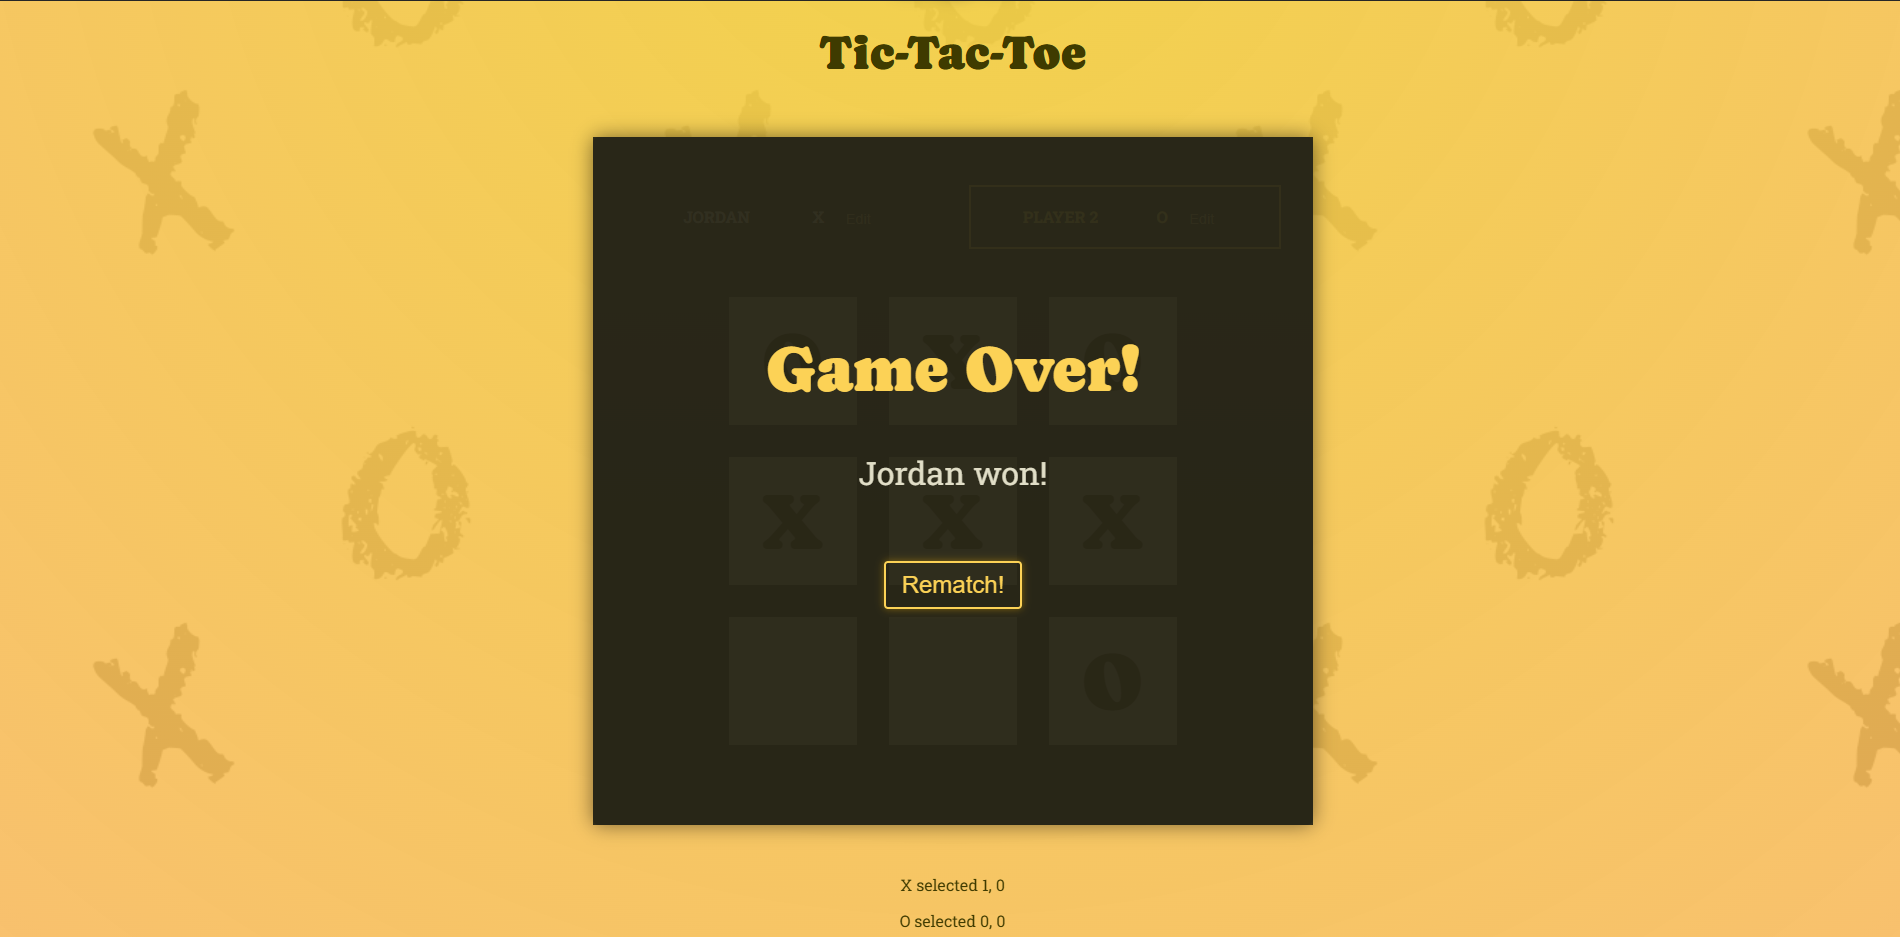 Tic-Tac-Toe
JORDAN X Edit PLAYER 2 O Edit
O X O
Game Over!
Jordan won!
X X X
Rematch!
O
X selected 1, 0
O selected 0, 0